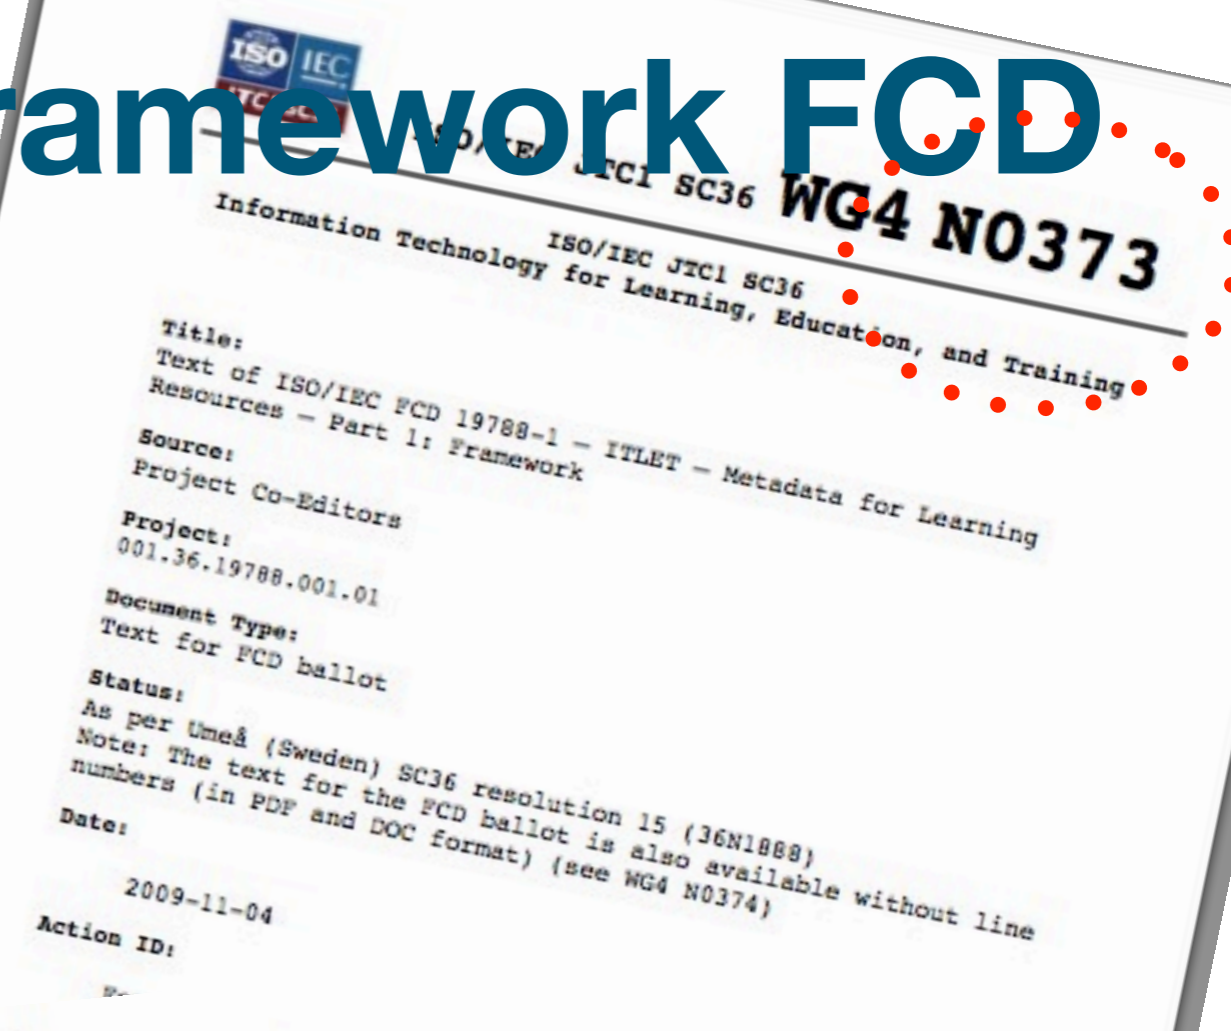 ramework FCD
ISO IEC
JTC1 SC36 WG4 N0373
ISO/IEC JTC1 SC36
Information Technology for Learning, Education, and Training
Title:
Text of ISO/IEC FCD 19788-1 — ITLET — Metadata for Learning
Resources — Part 1: Framework
Source:
Project Co-Editors
Project:
001.36.19788.001.01
Document Type:
Text for FCD ballot
Status:
As per Umeå (Sweden) SC36 resolution 15 (36N1888)
Note: The text for the FCD ballot is also available without line
numbers (in PDF and DOC format) (see WG4 N0374)
Date:
2009-11-04
Action ID: